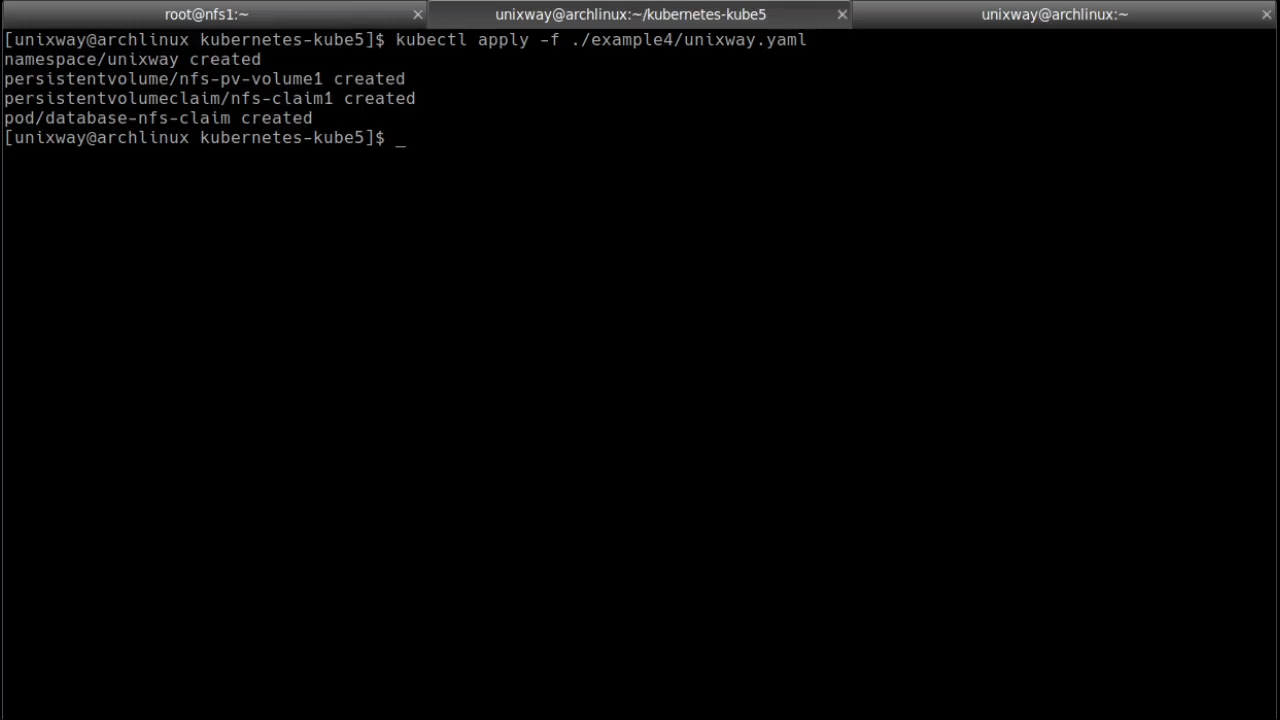 root@nfs1:~
unixway@archlinux:~/kubernetes-kube5
unixway@archlinux:~
[unixway@archlinux kubernetes-kube5]$ kubectl apply -f ./example4/unixway.yaml
namespace/unixway created
persistentvolume/nfs-pv-volume1 created
persistentvolumeclaim/nfs-claim1 created
pod/database-nfs-claim created
[unixway@archlinux kubernetes-kube5]$ _